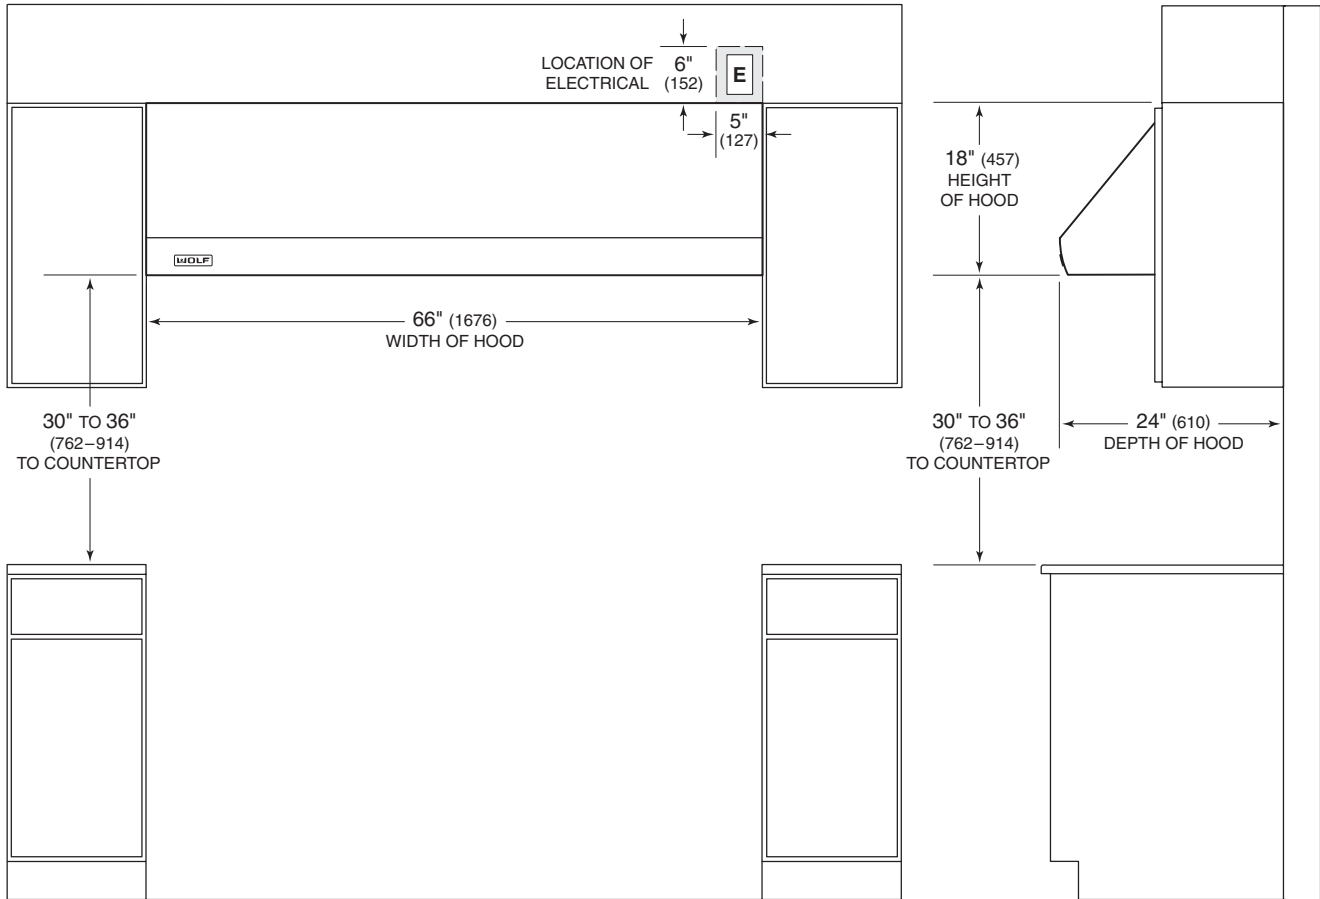 LOCATION OF
ELECTRICAL
6"
(152)
E
5"
(127)
18" (457)
HEIGHT
OF HOOD
WOLF
66" (1676)
WIDTH OF HOOD
30" TO 36"
(762–914)
TO COUNTERTOP
30" TO 36"
(762–914)
TO COUNTERTOP
24" (610)
DEPTH OF HOOD